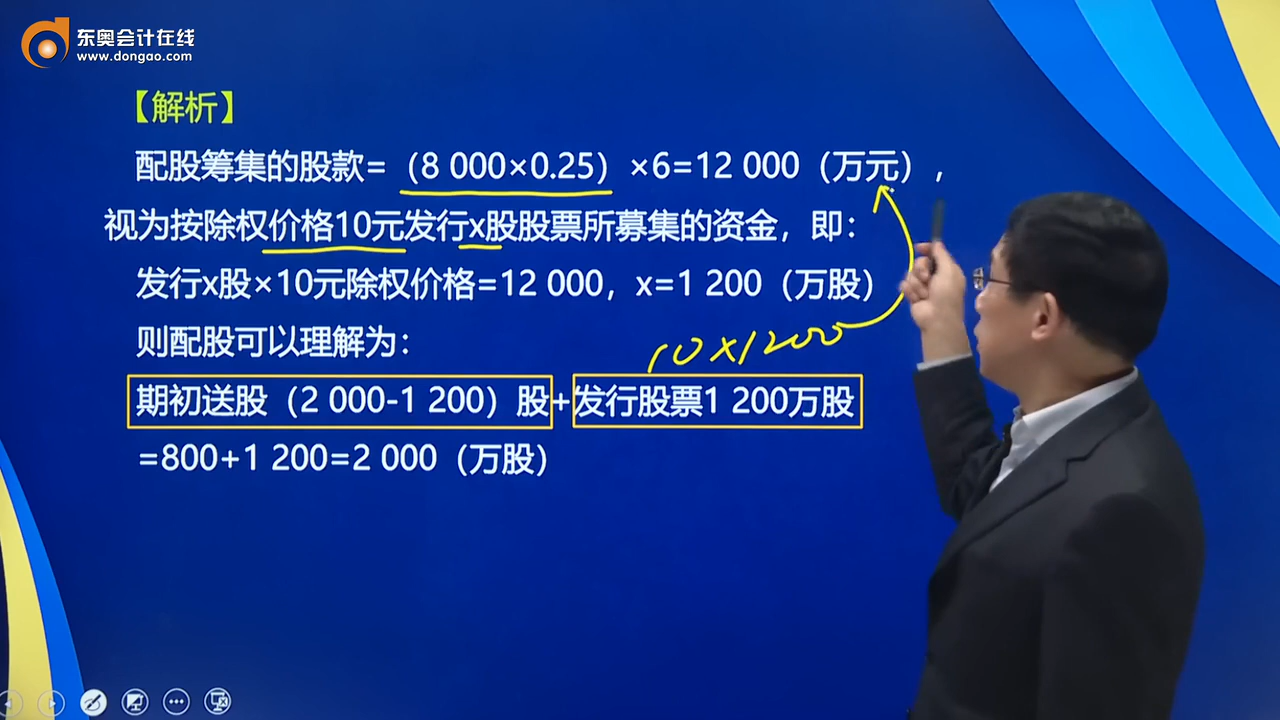 东奥会计在线
www.dongao.com
【解析】
配股筹集的股款=（8 000×0.25）×6=12 000（万元），
视为按除权价格10元发行x股股票所募集的资金，即：
发行x股×10元除权价格=12 000，x=1 200（万股）
则配股可以理解为：
10×1200
期初送股（2 000-1 200）股+发行股票1 200万股
=800+1 200=2 000（万股）